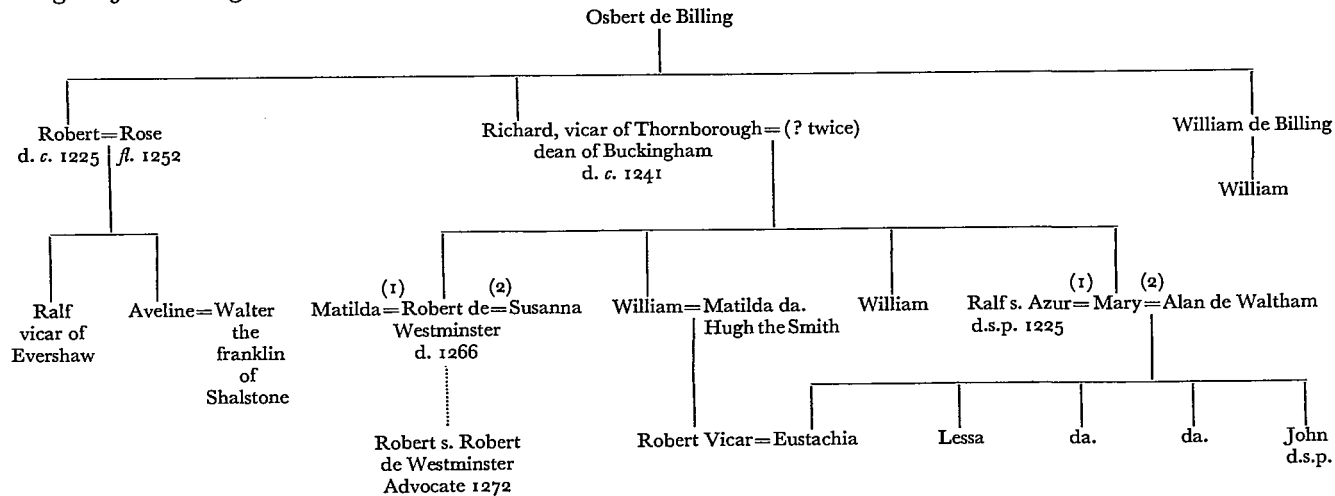 Osbert de Billing
Robert=Rose
d. c. 1225 fl. 1252
Richard, vicar of Thornborough=(? twice)
dean of Buckingham
d. c. 1241
William de Billing
William
Ralf
vicar of
Evershaw
Aveline=Walter
the
franklin
of
Shalstone
(1) (2)
Matilda=Robert de=Susanna
Westminster
d. 1266
William=Matilda da.
Hugh the Smith
William
(1) (2)
Ralf s. Azur=Mary=Alan de Waltham
d.s.p. 1225
Robert s. Robert
de Westminster
Advocate 1272
Robert Vicar=Eustachia
Lessa
da.
da.
John
d.s.p.